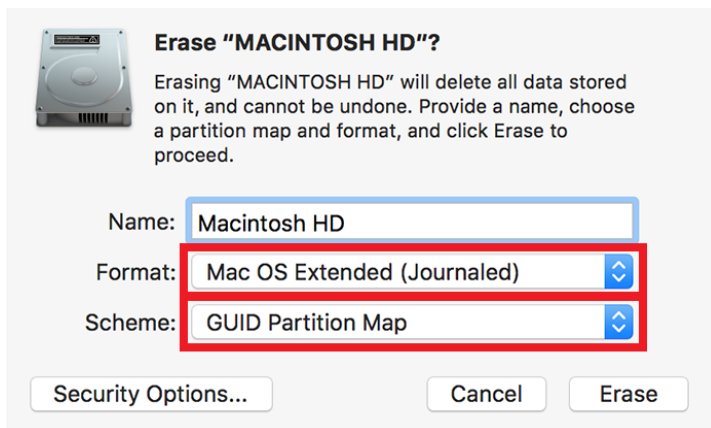 Erase “MACINTOSH HD”?
Erasing “MACINTOSH HD” will delete all data stored
on it, and cannot be undone. Provide a name, choose
a partition map and format, and click Erase to
proceed.
Name: Macintosh HD
Format: Mac OS Extended (Journaled)
Scheme: GUID Partition Map
Security Options... Cancel Erase